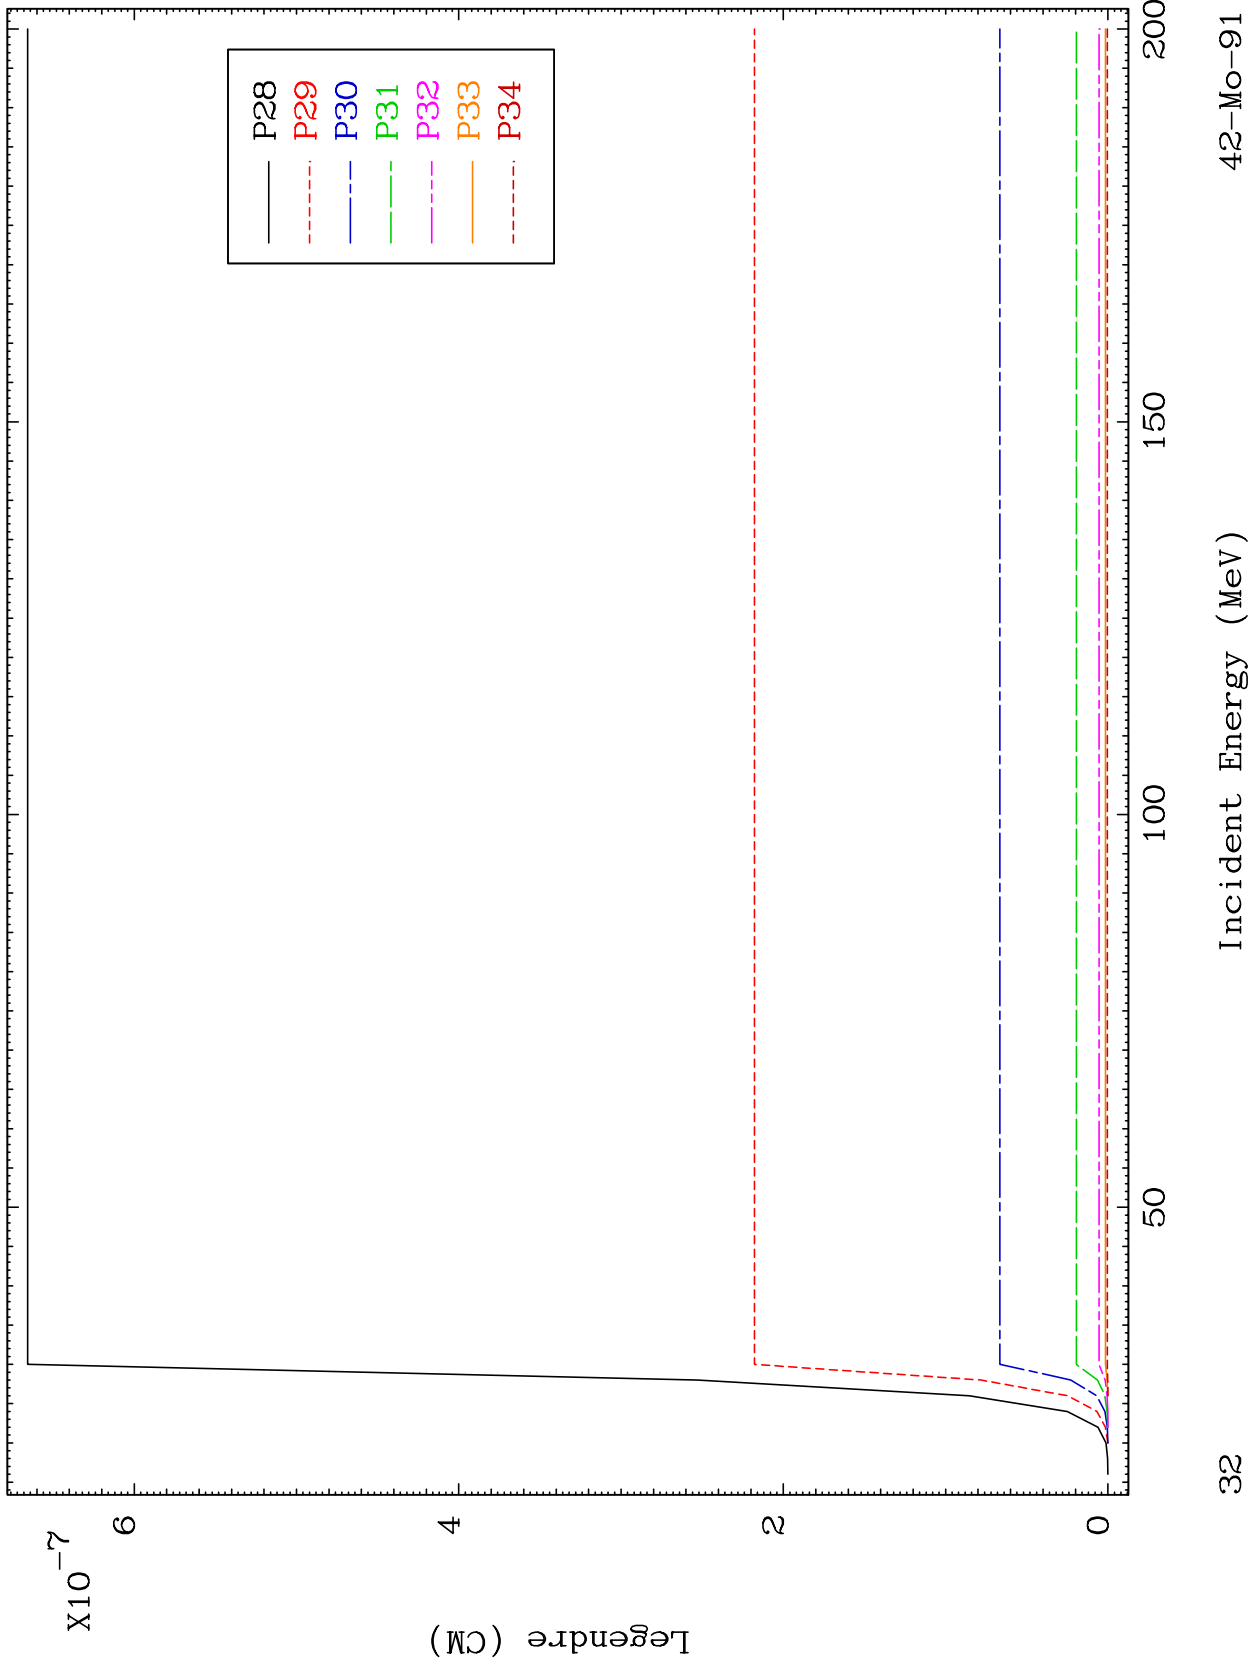 X10-7
6
4
2
0
Legendre (CM)
P28
P29
P30
P31
P32
P33
P34
50
100
150
200
Incident Energy (MeV)
32
42-Mo-91